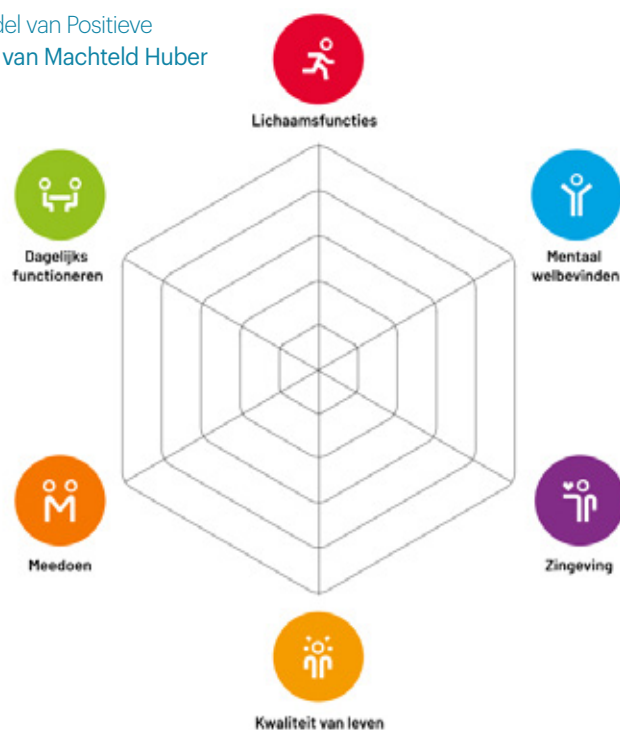 del van Positieve
van Machteld Huber
Lichaamsfuncties
Dagelijks
functioneren
Mentaal
welbevinden
Meedoen
Zingeving
Kwaliteit van leven